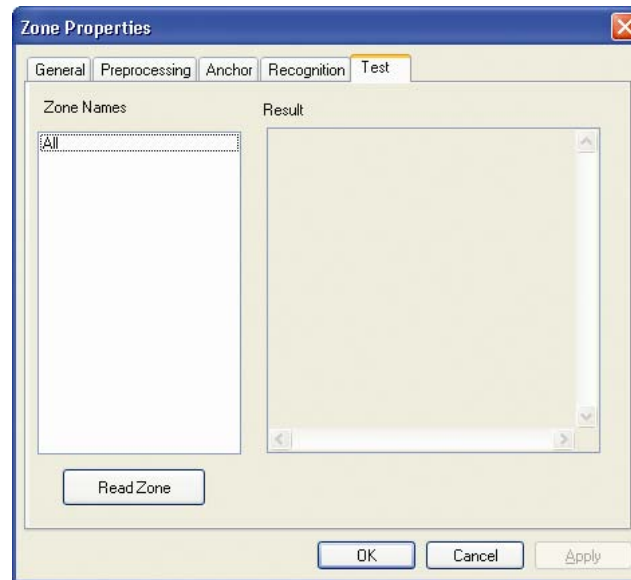 Zone Properties
General Preprocessing Anchor Recognition Test
Zone Names Result
All
Read Zone
OK Cancel Apply